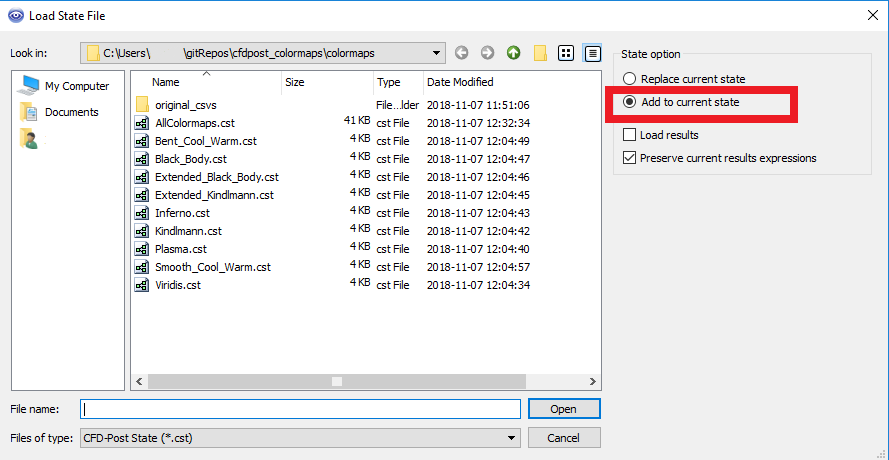 Load State File
Look in: C:\Users\ \gitRepos\cfdpost_colormaps\colormaps
My Computer
Documents
Name Size Type Date Modified
original_csvs File...lder 2018-11-07 11:51:06
AllColormaps.cst 41 KB cst File 2018-11-07 12:32:34
Bent_Cool_Warm.cst 4 KB cst File 2018-11-07 12:04:49
Black_Body.cst 4 KB cst File 2018-11-07 12:04:47
Extended_Black_Body.cst 4 KB cst File 2018-11-07 12:04:46
Extended_Kindlmann.cst 4 KB cst File 2018-11-07 12:04:45
Inferno.cst 4 KB cst File 2018-11-07 12:04:43
Kindlmann.cst 4 KB cst File 2018-11-07 12:04:42
Plasma.cst 4 KB cst File 2018-11-07 12:04:40
Smooth_Cool_Warm.cst 4 KB cst File 2018-11-07 12:04:57
Viridis.cst 4 KB cst File 2018-11-07 12:04:34
State option
Replace current state
Add to current state
Load results
Preserve current results expressions
File name: Open
Files of type: CFD-Post State (*.cst) Cancel